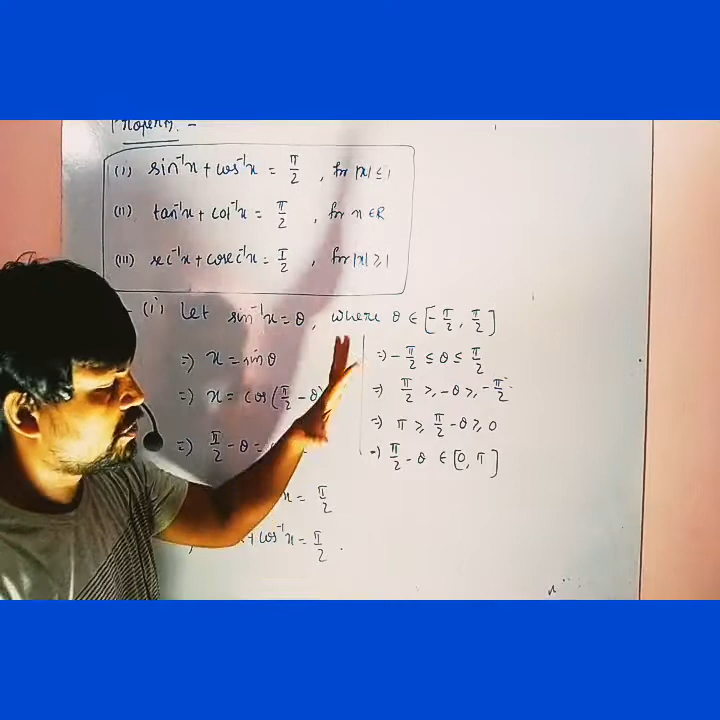 Property. -
(i) sin⁻¹x + cos⁻¹x = π/2 , for |x| ≤ 1
(ii) tan⁻¹x + cot⁻¹x = π/2 , for x ∈ R
(iii) sec⁻¹x + cosec⁻¹x = π/2 , for |x| ≥ 1
(i) Let sin⁻¹x = θ, where θ ∈ [-π/2, π/2]
⇒ x = sinθ
⇒ x = cos(π/2 - θ)
⇒ π/2 - θ =
x = π/2
+ cos⁻¹x = π/2 .
⇒ -π/2 ≤ θ ≤ π/2
⇒ π/2 ≥ -θ ≥ -π/2
⇒ π ≥ π/2 - θ ≥ 0
⇒ π/2 - θ ∈ [0, π]